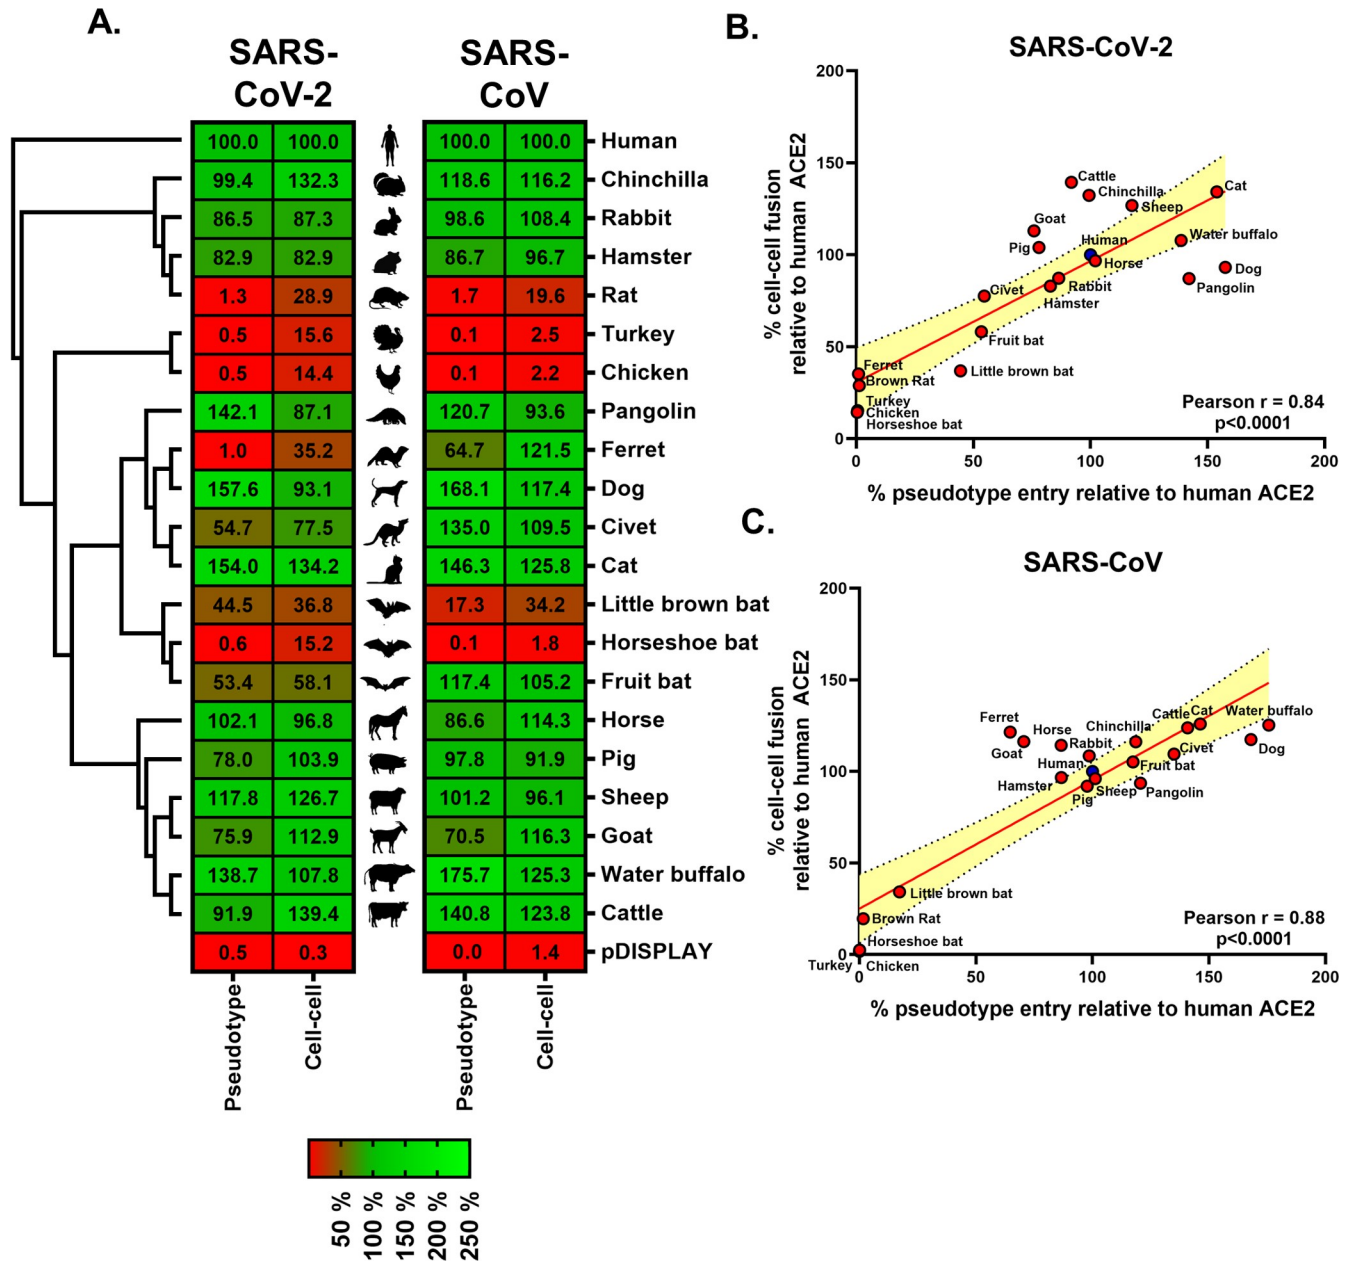 A.
SARS-
CoV-2
SARS-
CoV
100.0 100.0 100.0 100.0 Human
99.4 132.3 118.6 116.2 Chinchilla
86.5 87.3 98.6 108.4 Rabbit
82.9 82.9 86.7 96.7 Hamster
1.3 28.9 1.7 19.6 Rat
0.5 15.6 0.1 2.5 Turkey
0.5 14.4 0.1 2.2 Chicken
142.1 87.1 120.7 93.6 Pangolin
1.0 35.2 64.7 121.5 Ferret
157.6 93.1 168.1 117.4 Dog
54.7 77.5 135.0 109.5 Civet
154.0 134.2 146.3 125.8 Cat
44.5 36.8 17.3 34.2 Little brown bat
0.6 15.2 0.1 1.8 Horseshoe bat
53.4 58.1 117.4 105.2 Fruit bat
102.1 96.8 86.6 114.3 Horse
78.0 103.9 97.8 91.9 Pig
117.8 126.7 101.2 96.1 Sheep
75.9 112.9 70.5 116.3 Goat
138.7 107.8 175.7 125.3 Water buffalo
91.9 139.4 140.8 123.8 Cattle
0.5 0.3 0.0 1.4 pDISPLAY
Pseudotype
Cell-cell
Pseudotype
Cell-cell
50 %
100 %
150 %
200 %
250 %
B.
SARS-CoV-2
% cell-cell fusion
relative to human ACE2
200
150
100
50
0
Cattle
Chinchilla
Cat
Sheep
Goat
Water buffalo
Human
Pig
Horse
Dog
Rabbit
Pangolin
Civet
Hamster
Fruit bat
Little brown bat
Ferret
Brown Rat
Turkey
Chicken
Horseshoe bat
Pearson r = 0.84
p<0.0001
0 50 100 150 200
% pseudotype entry relative to human ACE2
C.
SARS-CoV
% cell-cell fusion
relative to human ACE2
200
150
100
50
0
Ferret
Horse
Chinchilla
Cattle
Cat
Water buffalo
Goat
Rabbit
Civet
Dog
Human
Fruit bat
Hamster
Pig
Sheep
Pangolin
Little brown bat
Brown Rat
Horseshoe bat
Turkey
Chicken
Pearson r = 0.88
p<0.0001
0 50 100 150 200
% pseudotype entry relative to human ACE2